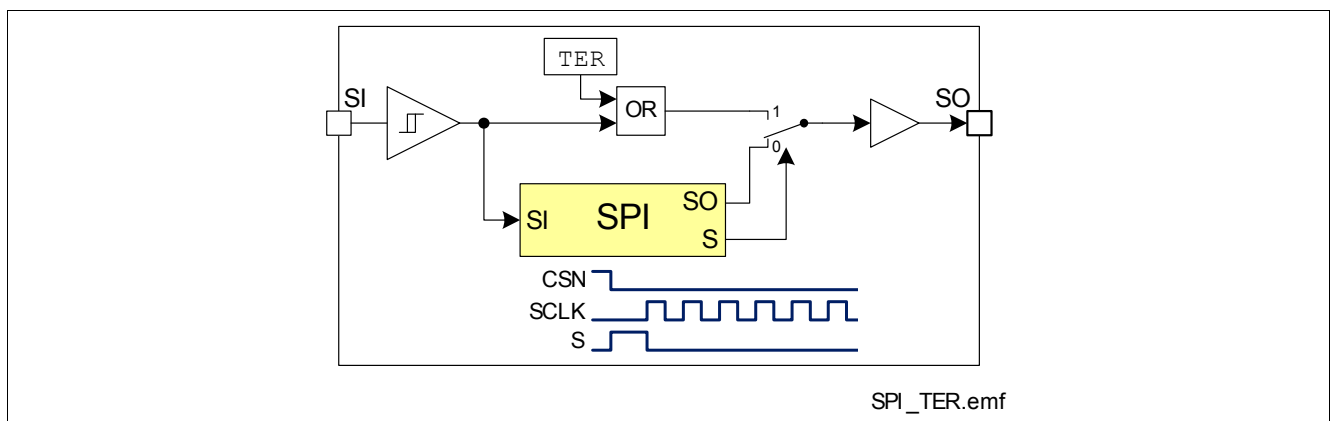 TER
SI
OR
1
SO
0
SO
SI
SPI
S
CSN
SCLK
S
SPI_TER.emf